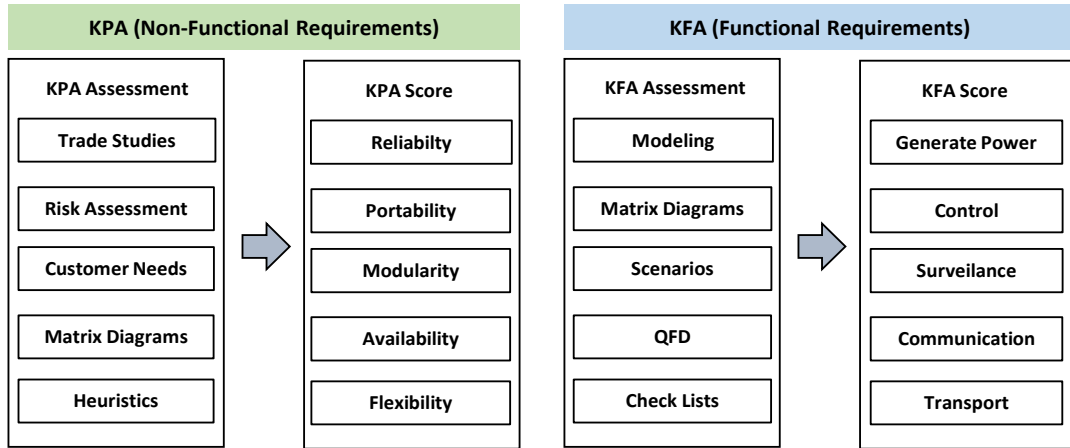 KPA (Non-Functional Requirements)
KPA Assessment
Trade Studies
Risk Assessment
Customer Needs
Matrix Diagrams
Heuristics
KPA Score
Reliabilty
Portability
Modularity
Availability
Flexibility
KFA (Functional Requirements)
KFA Assessment
Modeling
Matrix Diagrams
Scenarios
QFD
Check Lists
KFA Score
Generate Power
Control
Surveilance
Communication
Transport